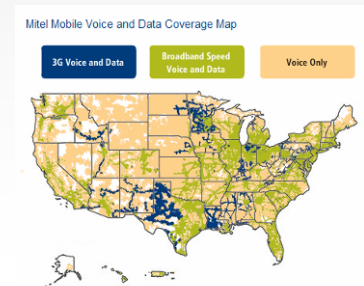 Mitel Mobile Voice and Data Coverage Map
3G Voice and Data
Broadband Speed
Voice and Data
Voice Only